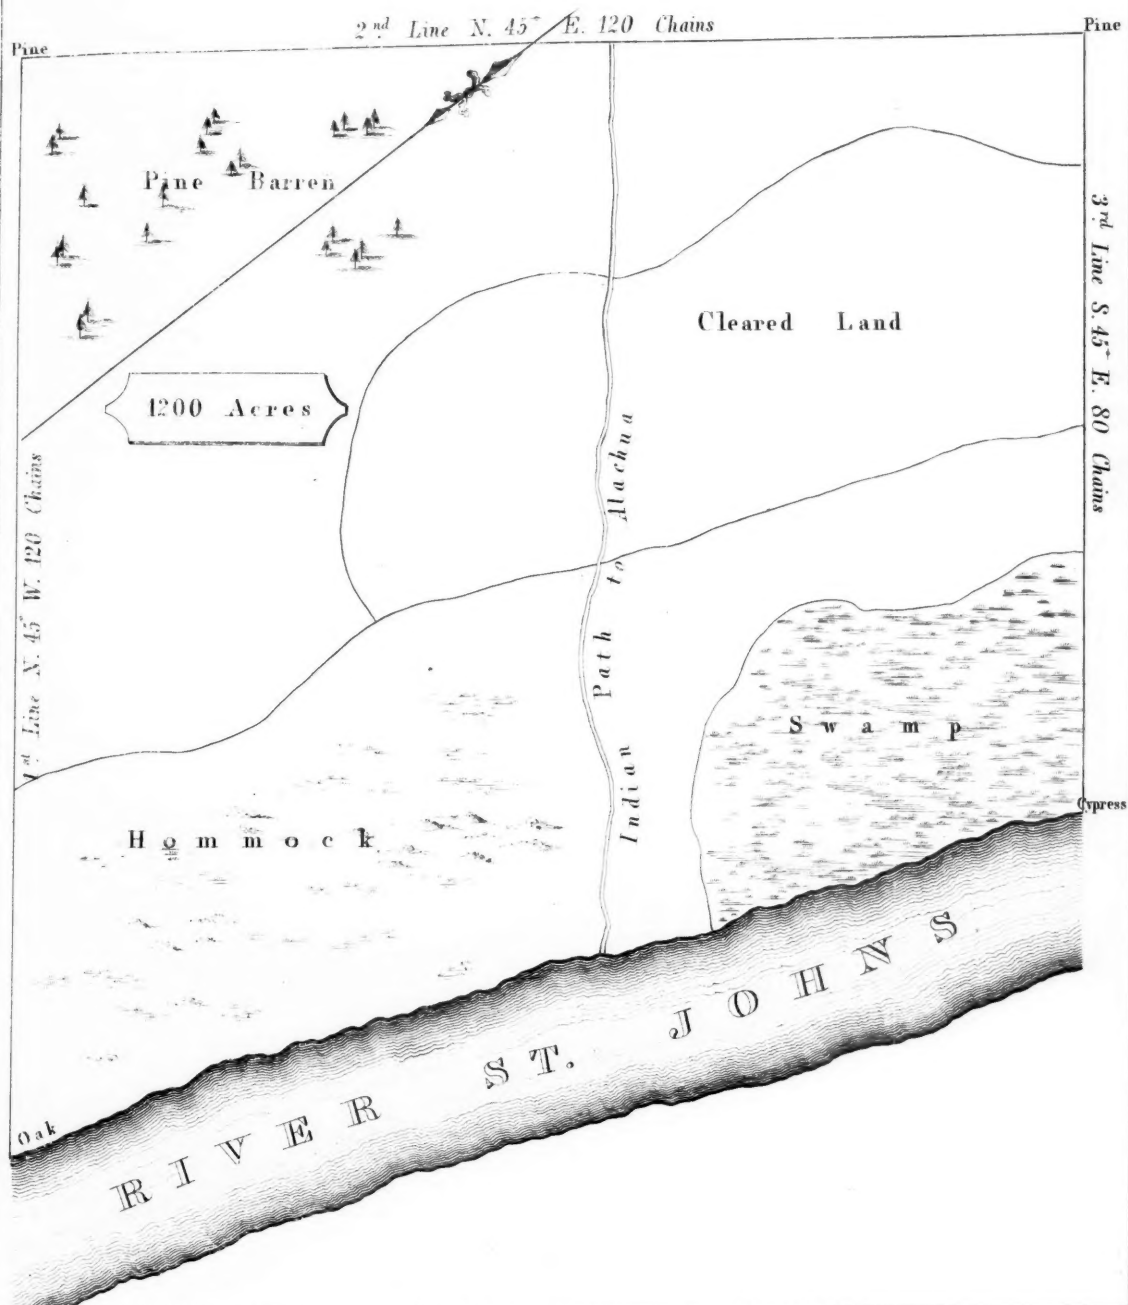 2nd Line N. 45° E. 120 Chains
Pine
Pine
Pine Barren
3rd Line S. 45° E. 80 Chains
Cleared Land
1200 Acres
Indian Path to Alachua
1st Line N. 45° W. 120 Chains
Swamp
Cypress
Hommock
Oak
RIVER ST. JOHNS